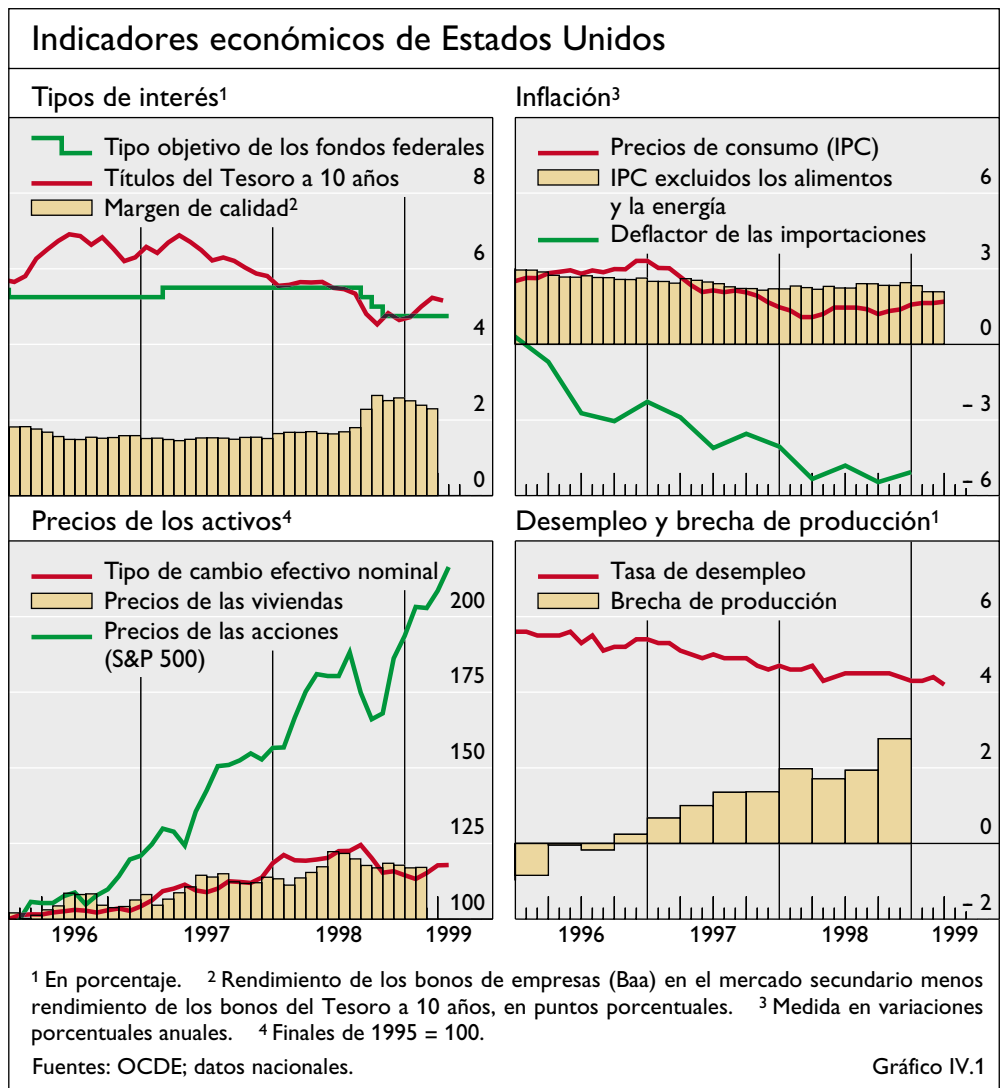 Indicadores económicos de Estados Unidos
Tipos de interés¹
Tipo objetivo de los fondos federales
Títulos del Tesoro a 10 años
Margen de calidad²
8
6
4
2
0
Inflación³
Precios de consumo (IPC)
IPC excluidos los alimentos
y la energía
Deflactor de las importaciones
6
3
0
– 3
– 6
Precios de los activos⁴
Tipo de cambio efectivo nominal
Precios de las viviendas
Precios de las acciones
(S&P 500)
200
175
150
125
100
1996 1997 1998 1999
Desempleo y brecha de producción¹
Tasa de desempleo
Brecha de producción
6
4
2
0
– 2
1996 1997 1998 1999
¹ En porcentaje. ² Rendimiento de los bonos de empresas (Baa) en el mercado secundario menos
rendimiento de los bonos del Tesoro a 10 años, en puntos porcentuales. ³ Medida en variaciones
porcentuales anuales. ⁴ Finales de 1995 = 100.
Fuentes: OCDE; datos nacionales. Gráfico IV.1